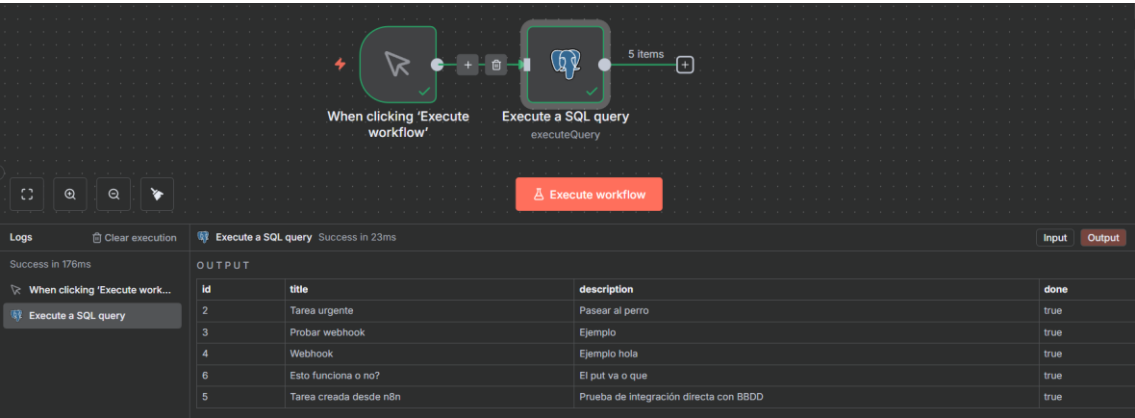 5 items
When clicking ‘Execute
workflow’
Execute a SQL query
executeQuery
Execute workflow
Logs
Clear execution
Execute a SQL query Success in 23ms
Input
Output
Success in 176ms
When clicking ‘Execute work...
Execute a SQL query
OUTPUT
id title description done
2 Tarea urgente Pasear al perro true
3 Probar webhook Ejemplo true
4 Webhook Ejemplo hola true
6 Esto funciona o no? El put va o que true
5 Tarea creada desde n8n Prueba de integración directa con BBDD true